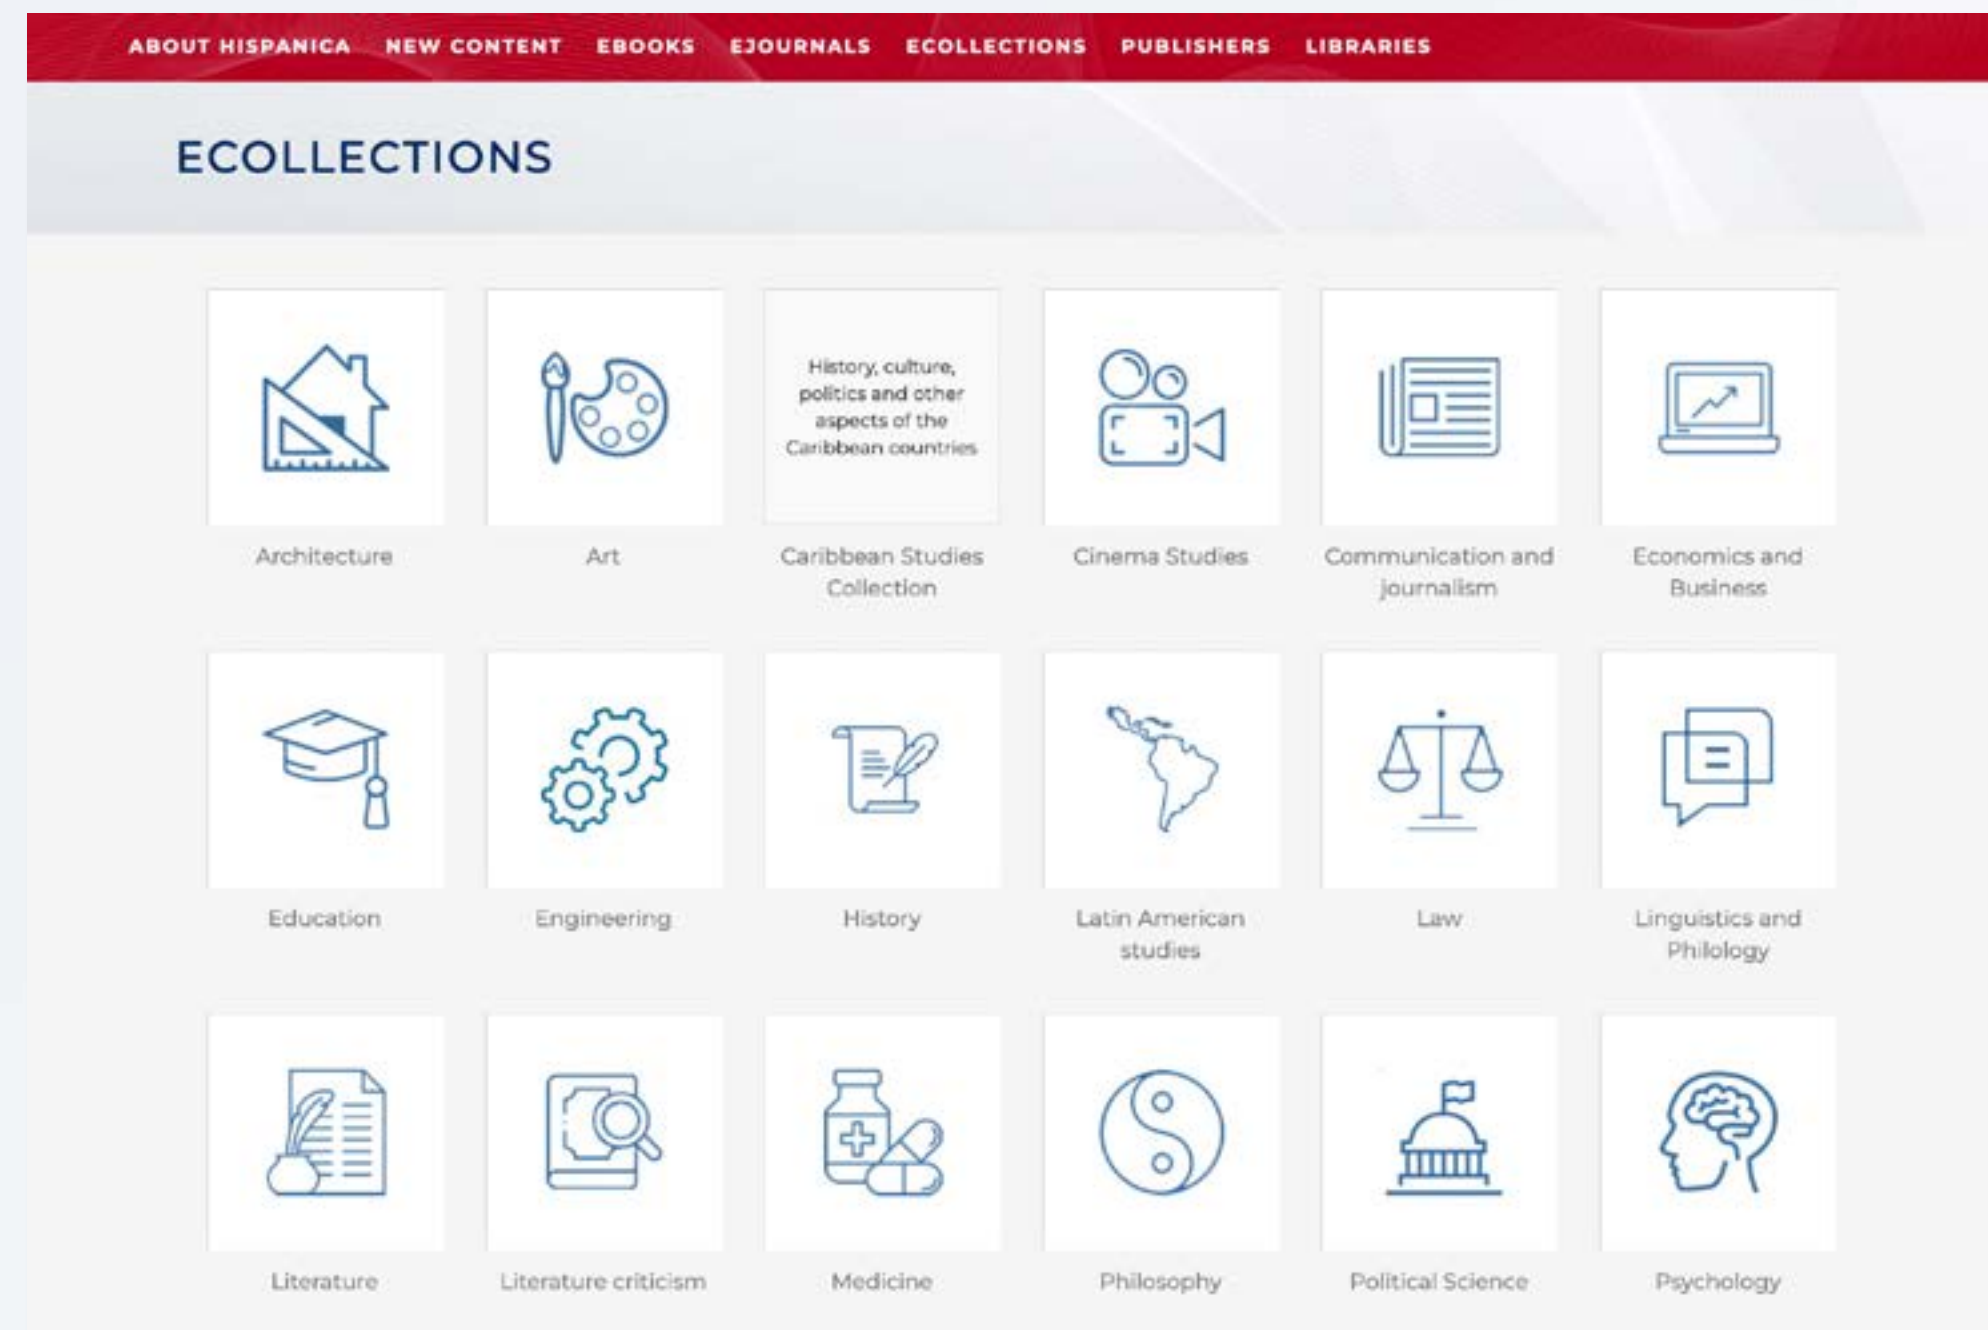 ABOUT HISPANICA NEW CONTENT EBOOKS EJOURNALS ECOLLECTIONS PUBLISHERS LIBRARIES
ECOLLECTIONS
History, culture,
politics and other
aspects of the
Caribbean countries
Architecture
Art
Caribbean Studies
Collection
Cinema Studies
Communication and
journalism
Economics and
Business
Education
Engineering
History
Latin American
studies
Law
Linguistics and
Philology
Literature
Literature criticism
Medicine
Philosophy
Political Science
Psychology